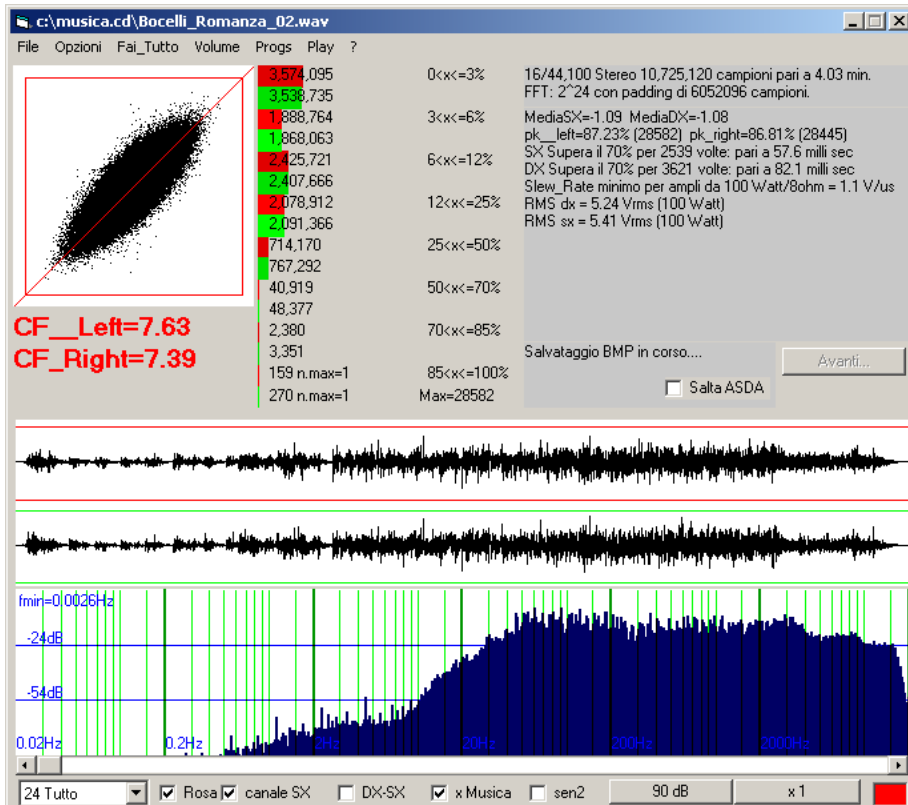 c:\musica.cd\Bocelli_Romanza_02.wav
File Opzioni Fai_Tutto Volume Progs Play ?
3,574,095 0<x<=3%
3,538,735
1,888,764 3<x<=6%
1,868,063
2,425,721 6<x<=12%
2,407,666
2,078,912 12<x<=25%
2,091,366
714,170 25<x<=50%
767,292
40,919 50<x<=70%
48,377
2,380 70<x<=85%
3,351
159 n.max=1 85<x<=100%
270 n.max=1 Max=28582
CF__Left=7.63
CF_Right=7.39
16/44,100 Stereo 10,725,120 campioni pari a 4.03 min.
FFT: 2^24 con padding di 6052096 campioni.
MediaSX=-1.09 MediaDX=-1.08
pk__left=87.23% (28582) pk_right=86.81% (28445)
SX Supera il 70% per 2539 volte: pari a 57.6 milli sec
DX Supera il 70% per 3621 volte: pari a 82.1 milli sec
Slew_Rate minimo per ampli da 100 Watt/8ohm = 1.1 V/us
RMS dx = 5.24 Vrms (100 Watt)
RMS sx = 5.41 Vrms (100 Watt)
Salvataggio BMP in corso....
Avanti...
Salta ASDA
fmin=0.0026Hz
-24dB
-54dB
0.02Hz 0.2Hz 2Hz 20Hz 200Hz 2000Hz
24 Tutto Rosa canale SX DX-SX x Musica sen2 90 dB x 1